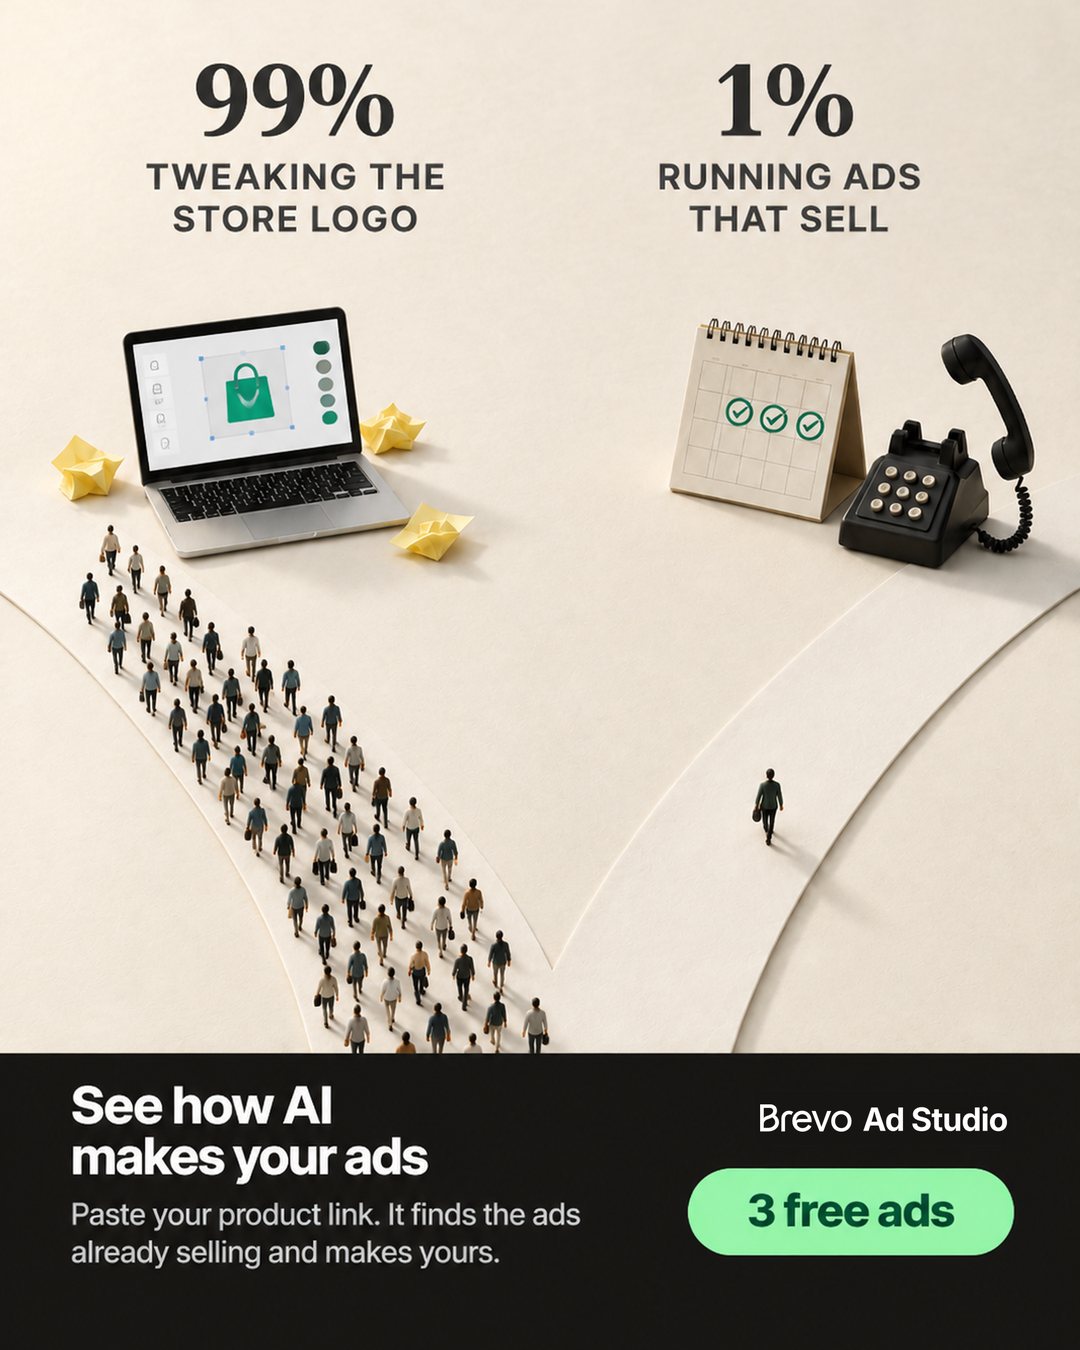 99%
TWEAKING THE
STORE LOGO
1%
RUNNING ADS
THAT SELL
See how AI
makes your ads
Paste your product link. It finds the ads
already selling and makes yours.
Brevo Ad Studio
3 free ads